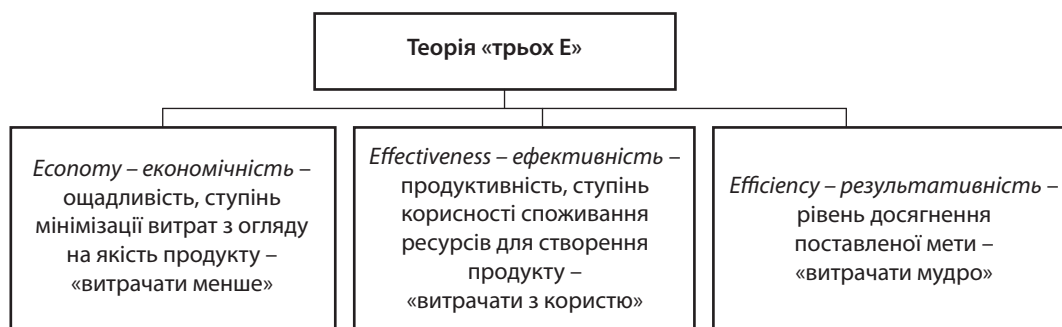 Теорія «трьох Е»
Economy – економічність –
ощадливість, ступінь
мінімізації витрат з огляду
на якість продукту –
«витрачати менше»
Effectiveness – ефективність –
продуктивність, ступінь
корисності споживання
ресурсів для створення
продукту –
«витрачати з користю»
Efficiency – результативність –
рівень досягнення
поставленої мети –
«витрачати мудро»